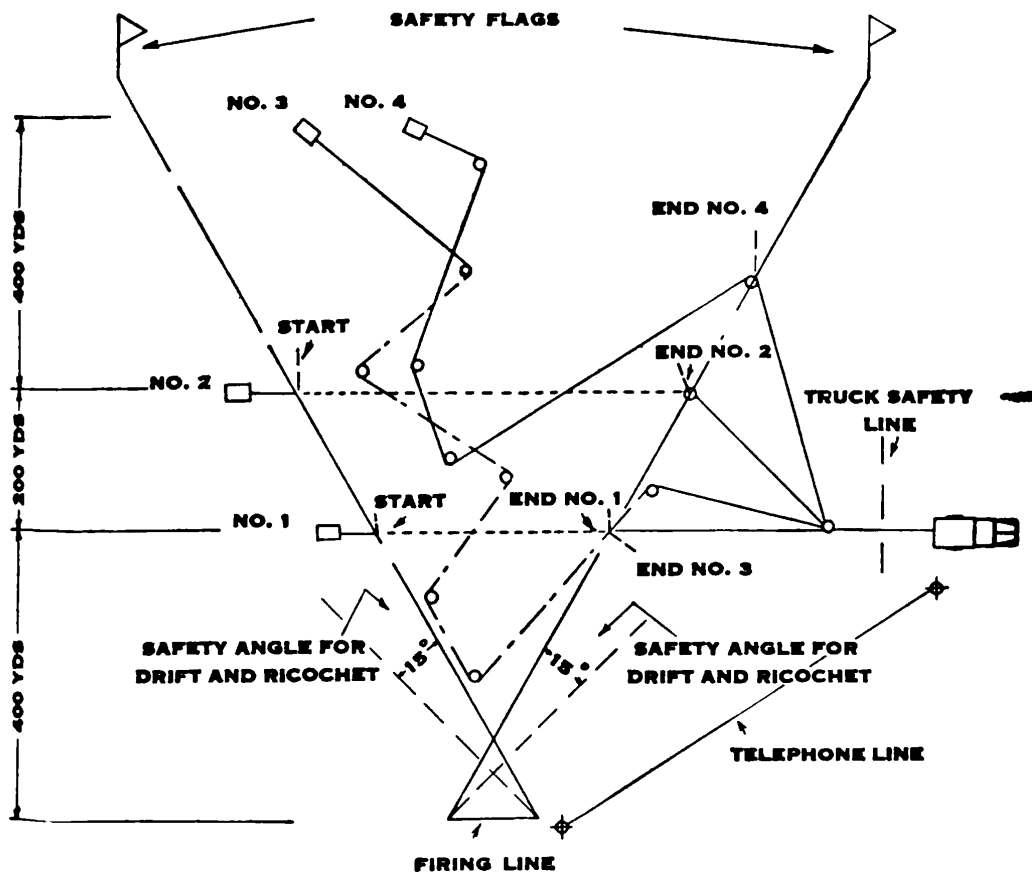 SAFETY FLAGS
NO. 3
NO. 4
400 YDS
END NO. 4
START
NO. 2
END NO. 2
TRUCK SAFETY
LINE
200 YDS
START
END NO. 1
NO. 1
END NO. 3
SAFETY ANGLE FOR
DRIFT AND RICOCHET
15°
15°
SAFETY ANGLE FOR
DRIFT AND RICOCHET
400 YDS
TELEPHONE LINE
FIRING LINE